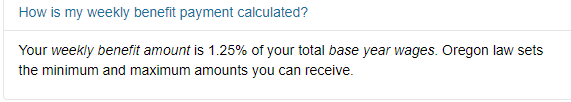 How is my weekly benefit payment calculated?
Your weekly benefit amount is 1.25% of your total base year wages. Oregon law sets
the minimum and maximum amounts you can receive.